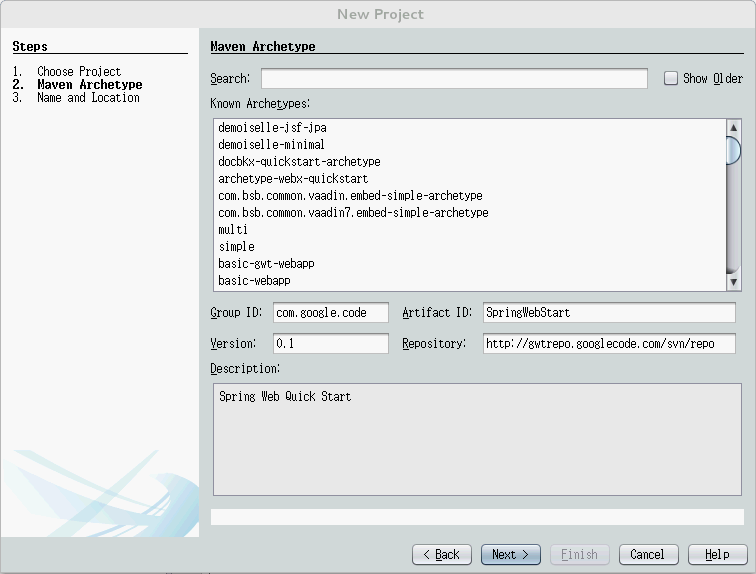 New Project
Steps
1. Choose Project
2. Maven Archetype
3. Name and Location
Maven Archetype
Search:
Show Older
Known Archetypes:
demoiselle-jsf-jpa
demoiselle-minimal
docbkx-quickstart-archetype
archetype-webx-quickstart
com.bsb.common.vaadin.embed-simple-archetype
com.bsb.common.vaadin7.embed-simple-archetype
multi
simple
basic-gwt-webapp
basic-webapp
Group ID: com.google.code Artifact ID: SpringWebStart
Version: 0.1 Repository: http://gwtrepo.googlecode.com/svn/repo
Description:
Spring Web Quick Start
< Back Next > Finish Cancel Help